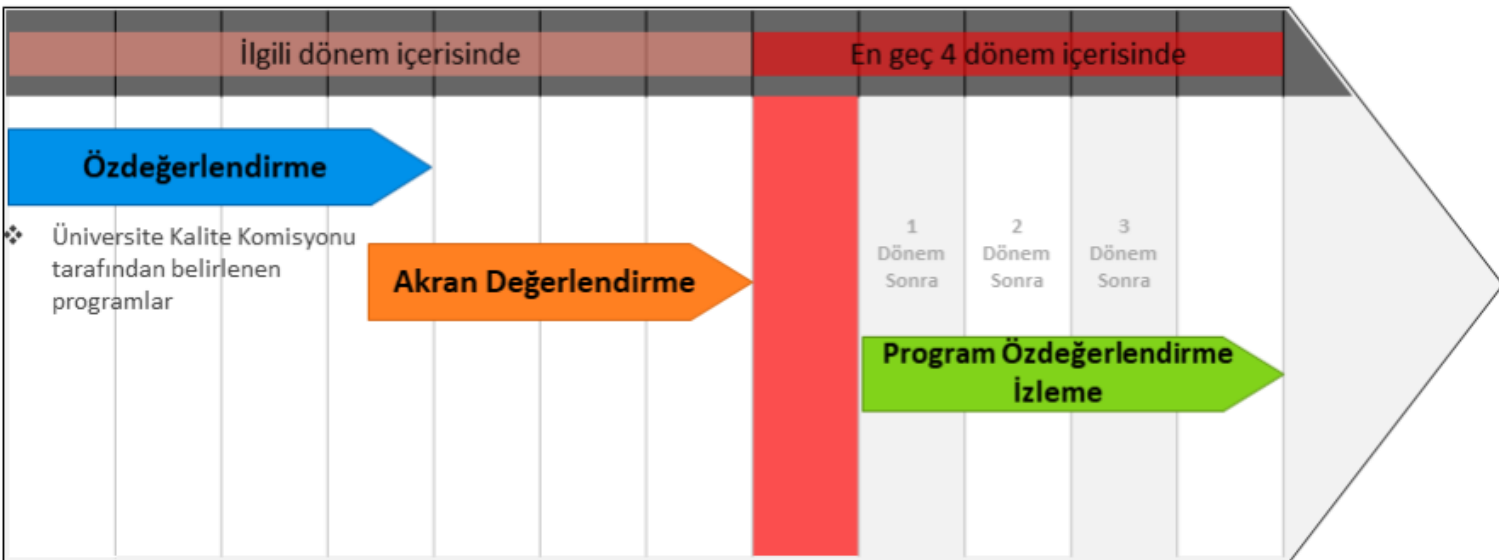 İlgili dönem içerisinde
En geç 4 dönem içerisinde
Özdeğerlendirme
❖ Üniversite Kalite Komisyonu
tarafından belirlenen
programlar
Akran Değerlendirme
1
Dönem
Sonra
2
Dönem
Sonra
3
Dönem
Sonra
Program Özdeğerlendirme
İzleme